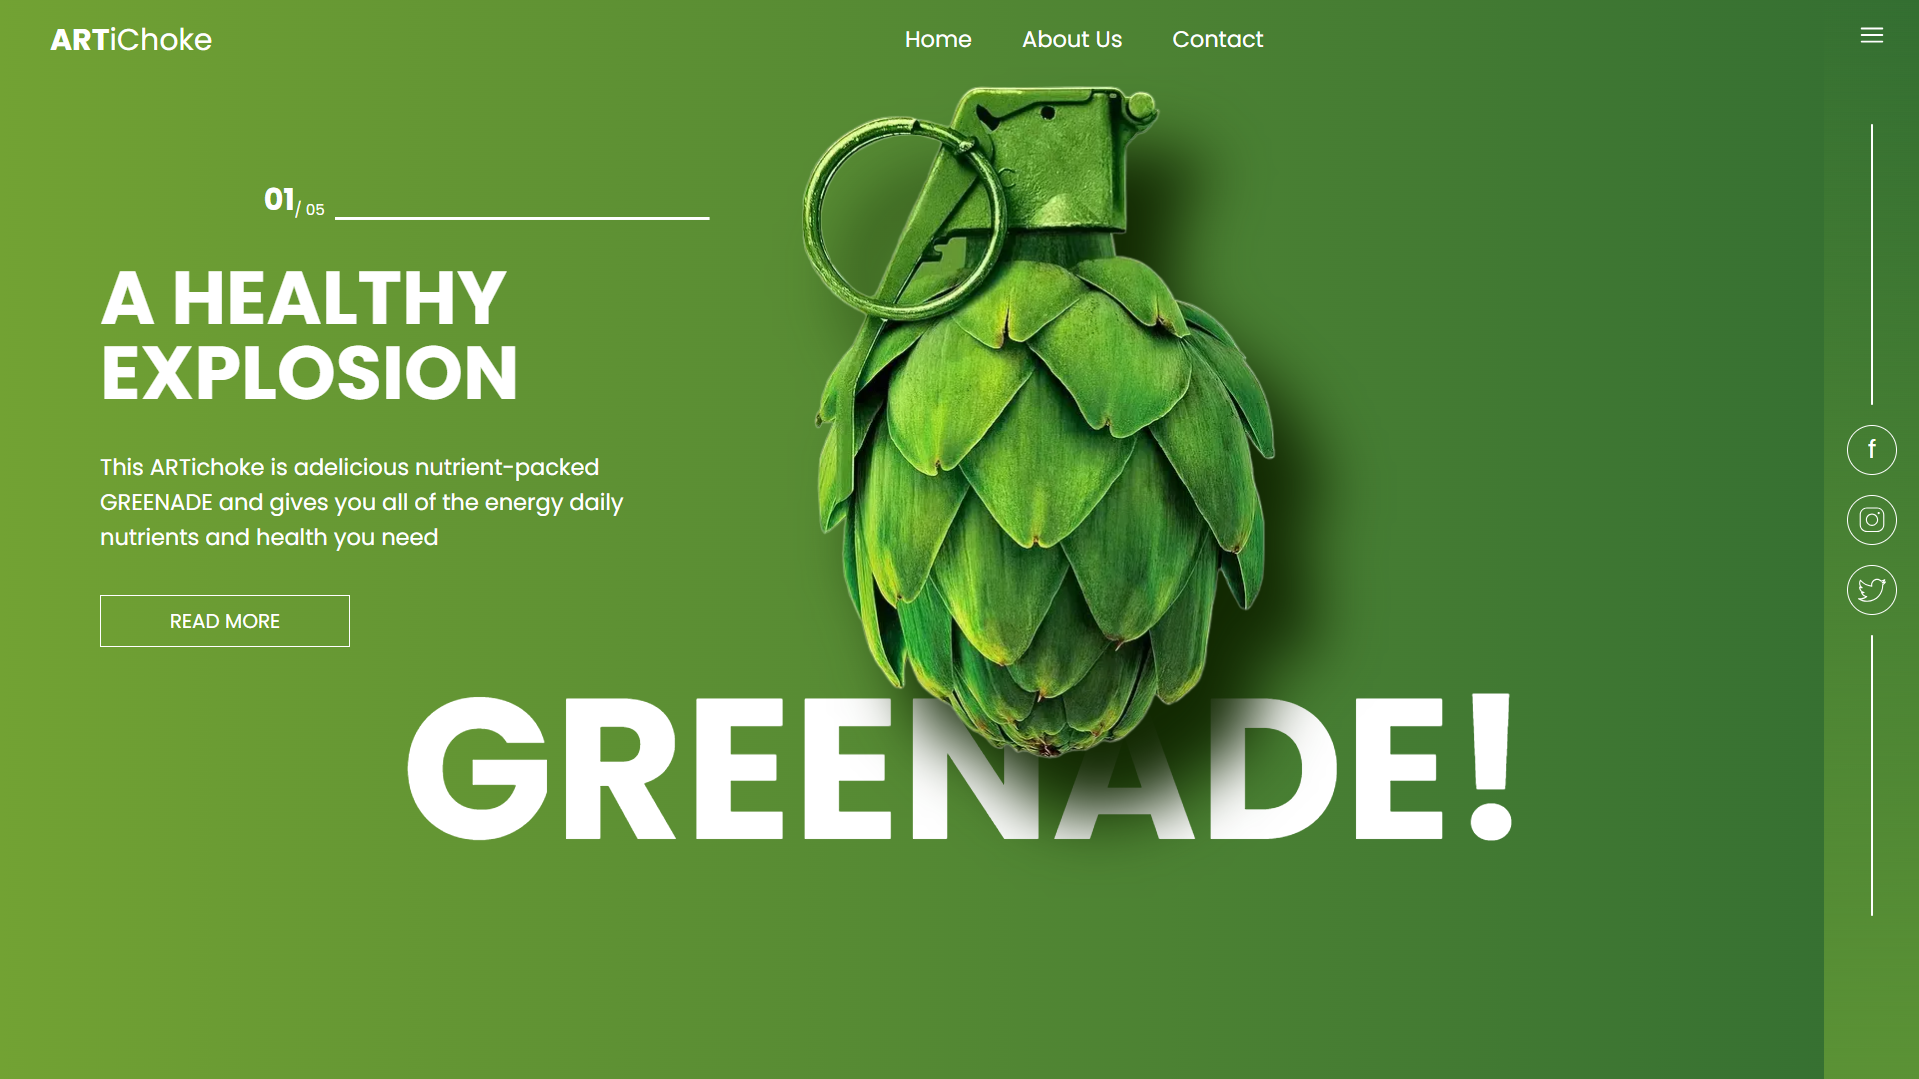 ARTiChoke
Home
About Us
Contact
01/ 05
A HEALTHY
EXPLOSION
This ARTichoke is adelicious nutrient-packed
GREENADE and gives you all of the energy daily
nutrients and health you need
READ MORE
GREENADE!
f